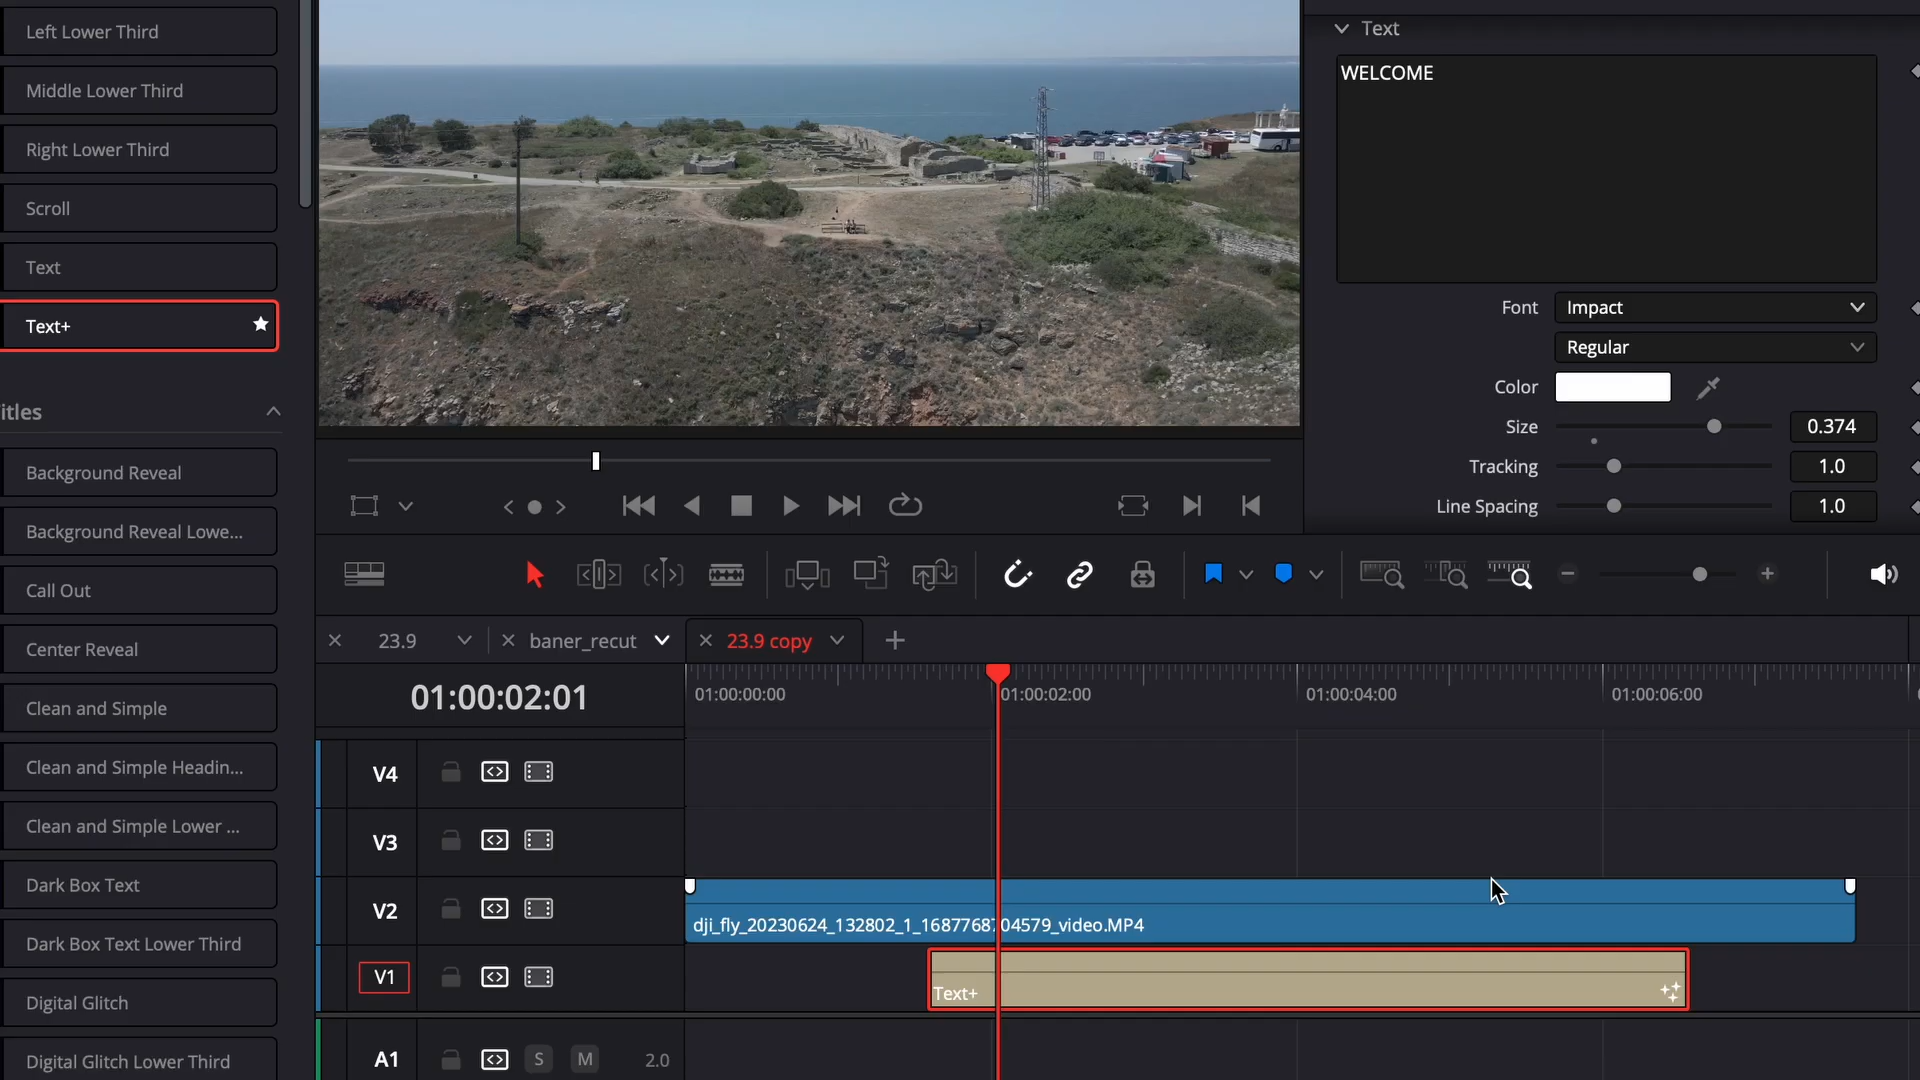 Left Lower Third
Middle Lower Third
Right Lower Third
Scroll
Text
Text+
itles
Background Reveal
Background Reveal Lowe...
Call Out
Center Reveal
Clean and Simple
Clean and Simple Headin...
Clean and Simple Lower ...
Dark Box Text
Dark Box Text Lower Third
Digital Glitch
Digital Glitch Lower Third
Text
WELCOME
Font Impact
Regular
Color
Size 0.374
Tracking 1.0
Line Spacing 1.0
23.9
baner_recut
23.9 copy
01:00:02:01
01:00:00:00
01:00:02:00
01:00:04:00
01:00:06:00
V4
V3
V2
dji_fly_20230624_132802_1_1687768704579_video.MP4
V1
Text+
A1 S M 2.0